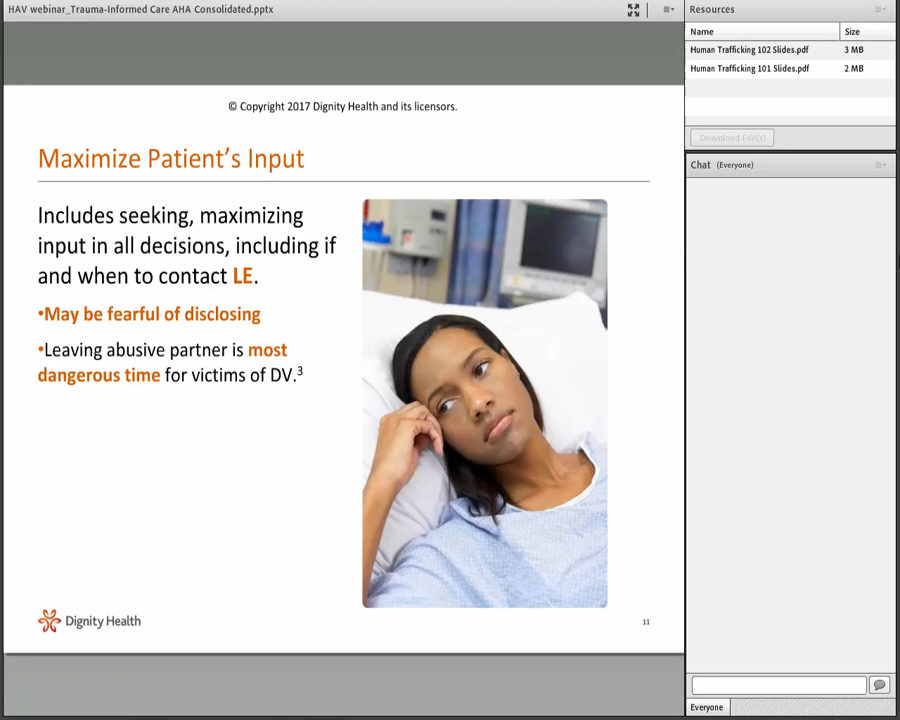 HAV webinar_Trauma-Informed Care AHA Consolidated.pptx
© Copyright 2017 Dignity Health and its licensors.
Maximize Patient's Input
Includes seeking, maximizing
input in all decisions, including if
and when to contact LE.
•May be fearful of disclosing
•Leaving abusive partner is most
dangerous time for victims of DV.³
Dignity Health
11
Resources
Name Size
Human Trafficking 102 Slides.pdf 3 MB
Human Trafficking 101 Slides.pdf 2 MB
Download File(s)
Chat (Everyone)
Everyone